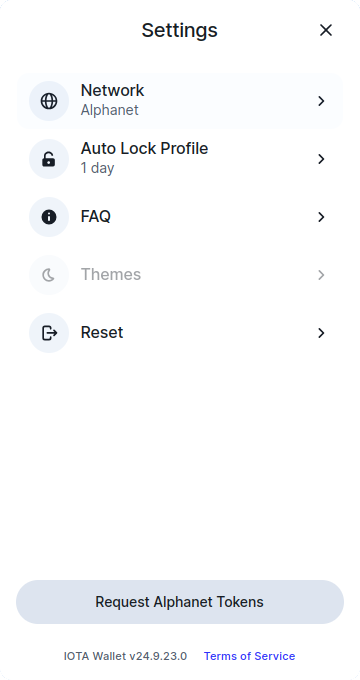 Settings
Network
Alphanet
Auto Lock Profile
1 day
FAQ
Themes
Reset
Request Alphanet Tokens
IOTA Wallet v24.9.23.0 Terms of Service